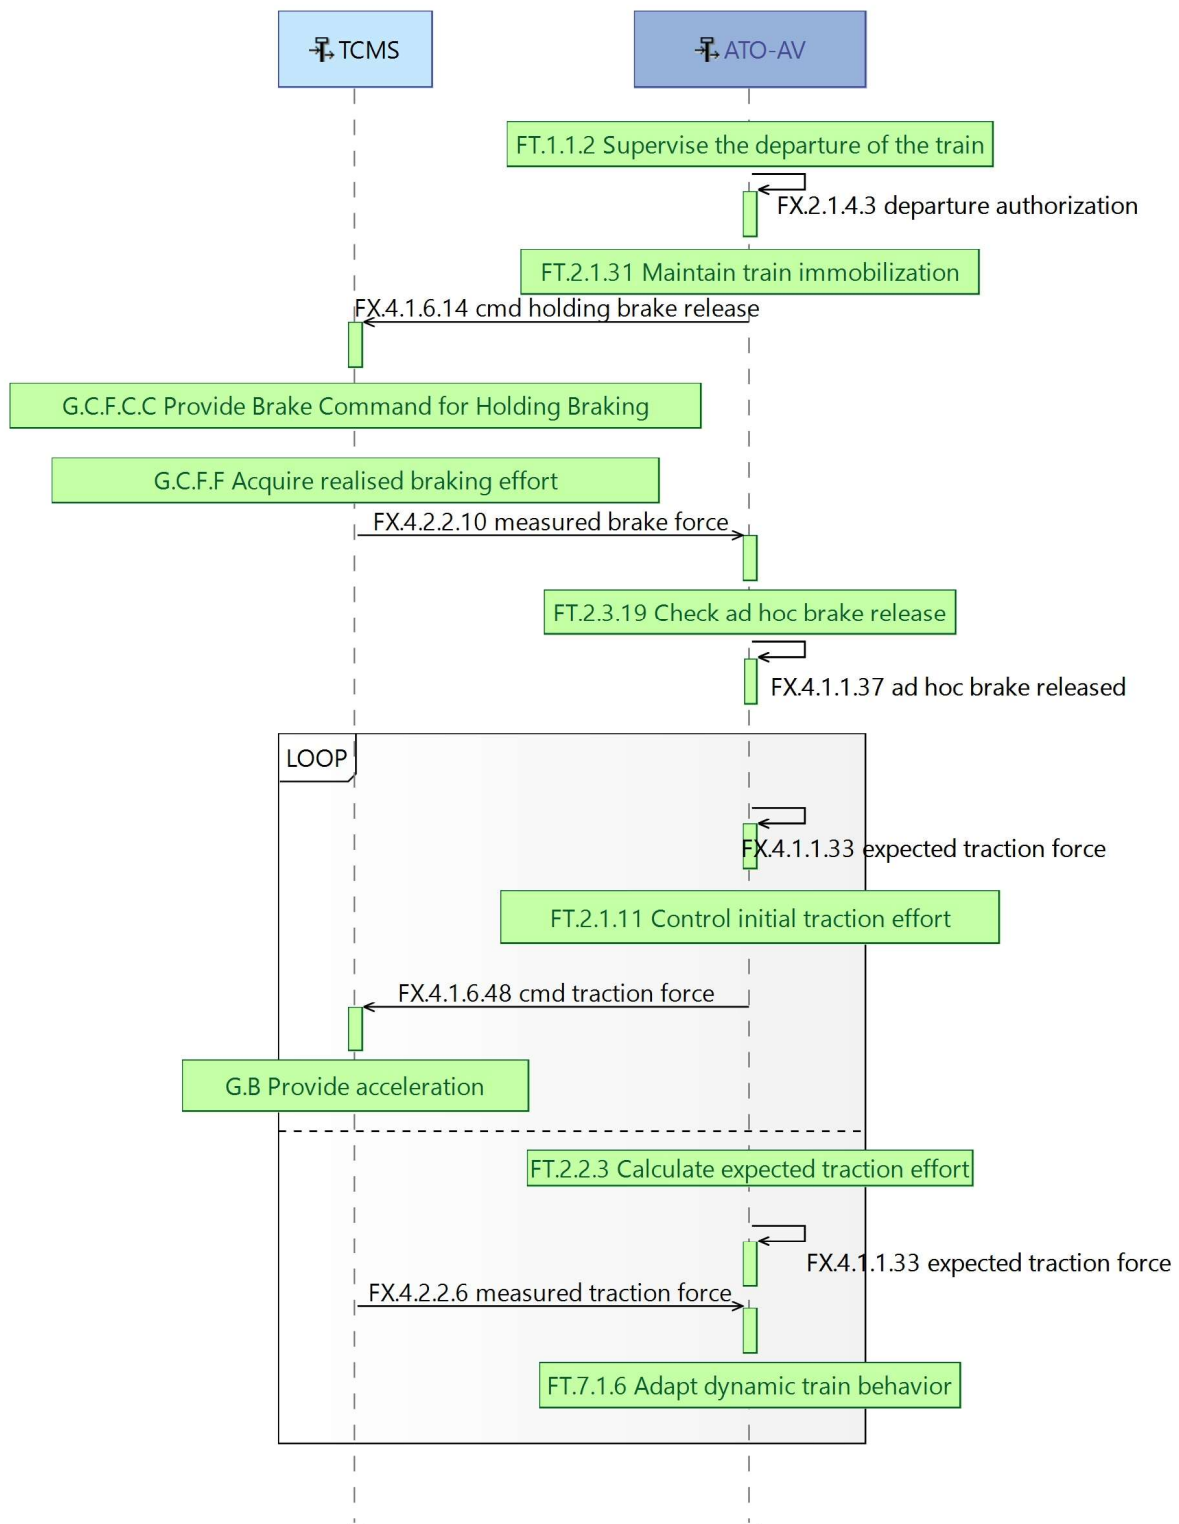 TCMS
ATO-AV
FT.1.1.2 Supervise the departure of the train
FX.2.1.4.3 departure authorization
FT.2.1.31 Maintain train immobilization
FX.4.1.6.14 cmd holding brake release
G.C.F.C.C Provide Brake Command for Holding Braking
G.C.F.F Acquire realised braking effort
FX.4.2.2.10 measured brake force
FT.2.3.19 Check ad hoc brake release
FX.4.1.1.37 ad hoc brake released
LOOP
FX.4.1.1.33 expected traction force
FT.2.1.11 Control initial traction effort
FX.4.1.6.48 cmd traction force
G.B Provide acceleration
FT.2.2.3 Calculate expected traction effort
FX.4.1.1.33 expected traction force
FX.4.2.2.6 measured traction force
FT.7.1.6 Adapt dynamic train behavior